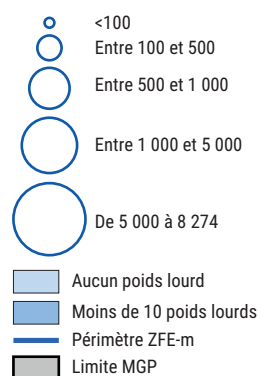 <100
Entre 100 et 500
Entre 500 et 1 000
Entre 1 000 et 5 000
De 5 000 à 8 274
Aucun poids lourd
Moins de 10 poids lourds
Périmètre ZFE-m
Limite MGP